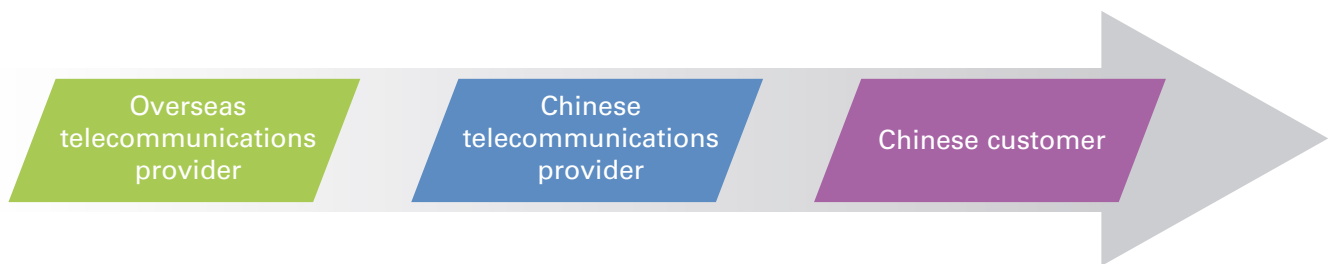 Overseas
telecommunications
provider
Chinese
telecommunications
provider
Chinese customer